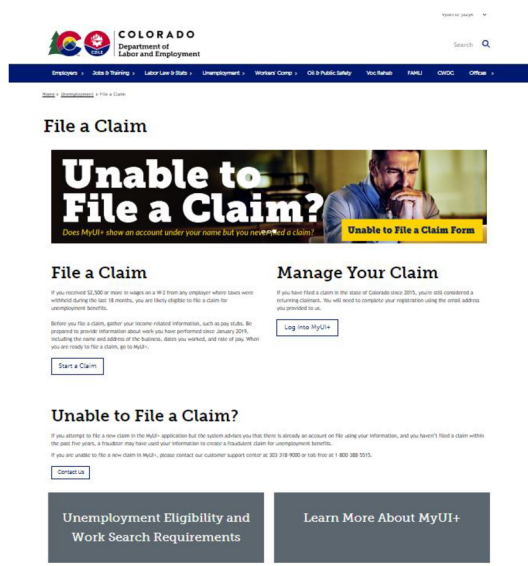 COLORADO
CDLE
Department of
Labor and Employment
Search
Employers > Jobs & Training > Labor Law & Stats > Unemployment > Workers' Comp > Oil & Public Safety Voc Rehab FAMLI CWDC Offices >
Home > Unemployment > File a Claim
File a Claim
Unable to
File a Claim?
Does MyUI+ show an account under your name but you never filed a claim?
Unable to File a Claim Form
File a Claim
If you received $2,500 or more in wages on a W-2 from any employer where taxes were
withheld during the last 18 months, you are likely eligible to file a claim for
unemployment benefits.
Before you file a claim, gather your income-related information, such as pay stubs. Be
prepared to provide information about work you have performed since January 2019,
including the name and address of the business, dates you worked, and rate of pay. When
you are ready to file a claim, go to MyUI+.
Start a Claim
Manage Your Claim
If you have filed a claim in the state of Colorado since 2015, you're still considered a
returning claimant. You will need to complete your registration using the email address
you provided to us.
Log into MyUI+
Unable to File a Claim?
If you attempt to file a new claim in the MyUI+ application but the system advises you that there is already an account on file using your information, and you haven't filed a claim within
the past five years, a fraudster may have used your information to create a fraudulent claim for unemployment benefits.
If you are unable to file a new claim in MyUI+, please contact our customer support center at 303-318-9000 or toll-free at 1-800-388-5515.
Contact Us
Unemployment Eligibility and
Work Search Requirements
Learn More About MyUI+